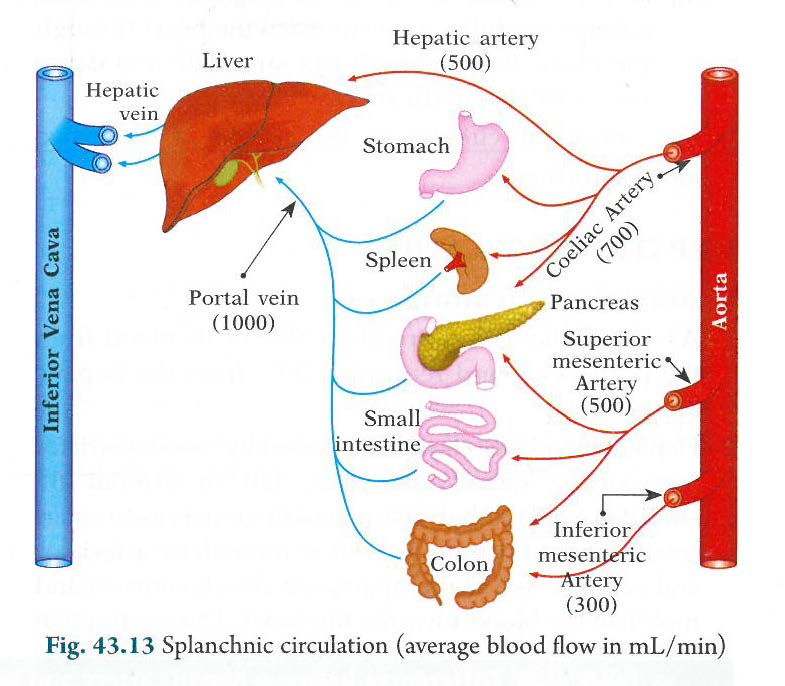 Hepatic artery
(500)
Liver
Hepatic
vein
Stomach
Coeliac Artery
(700)
Spleen
Portal vein
(1000)
Pancreas
Superior
mesenteric
Artery
(500)
Small
intestine
Inferior
mesenteric
Artery
(300)
Colon
Inferior Vena Cava
Aorta
Fig. 43.13 Splanchnic circulation (average blood flow in mL/min)